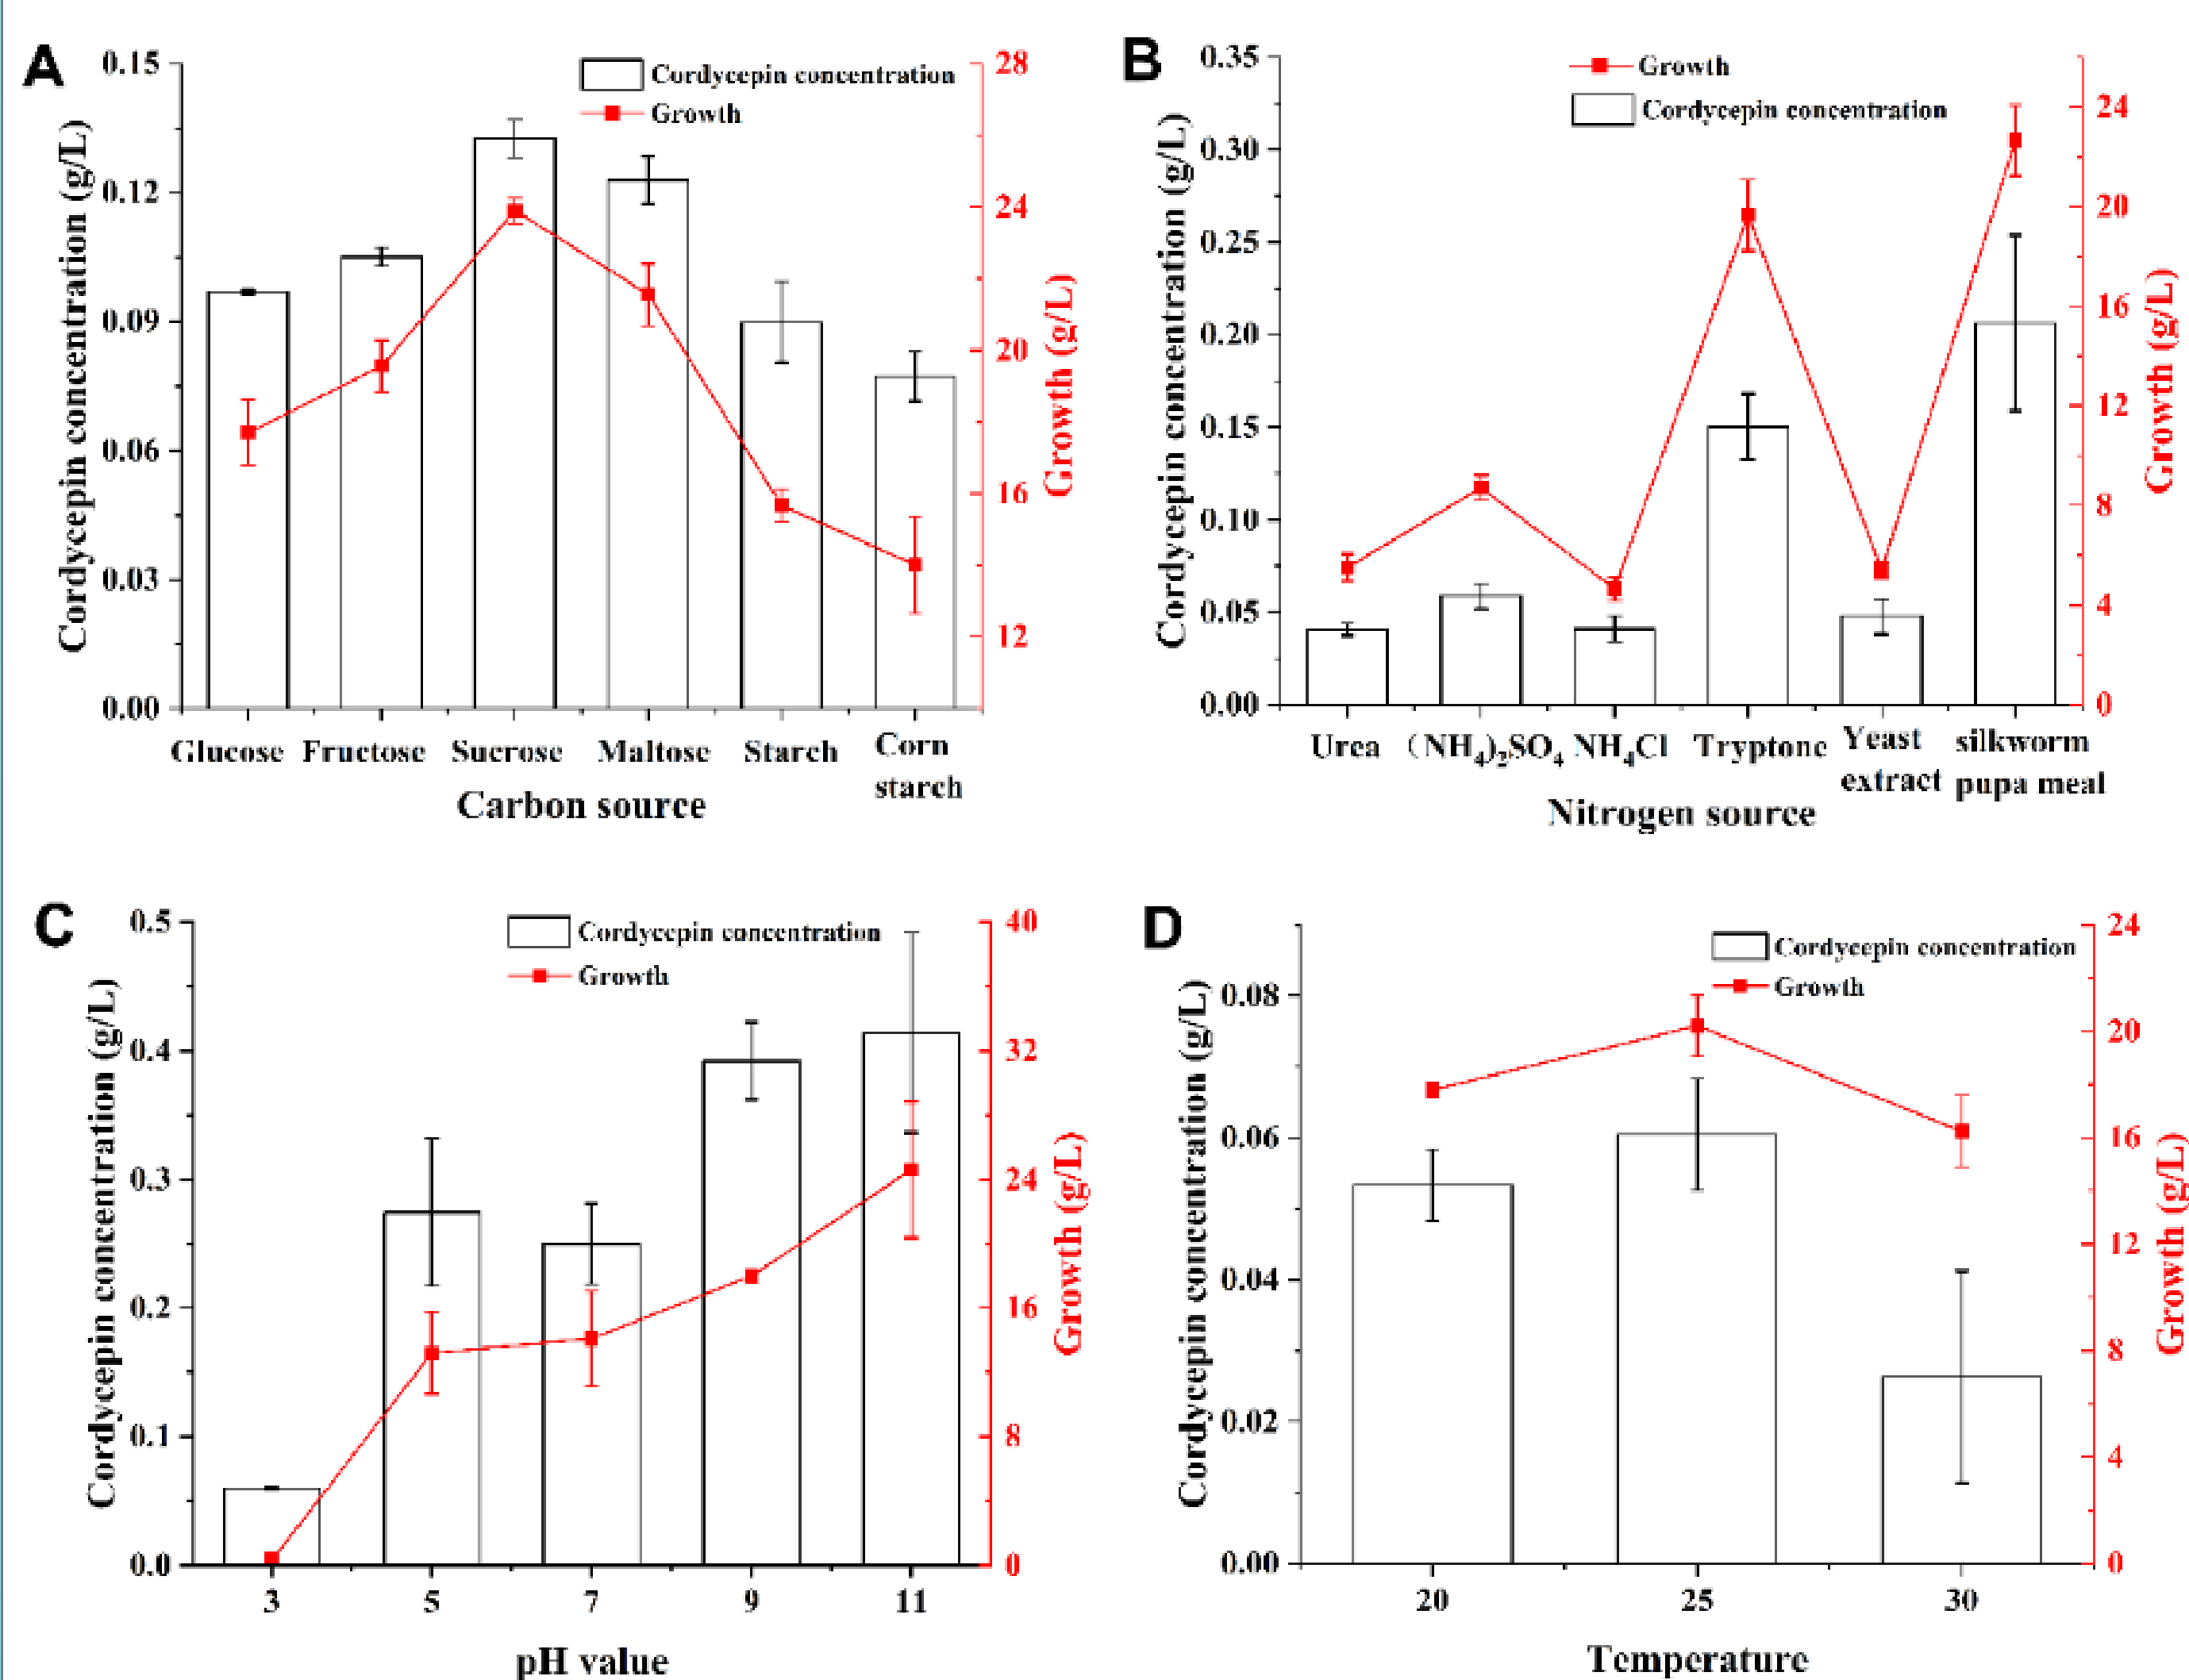 A
0.15
0.12
0.09
0.06
0.03
0.00
Cordycepin concentration (g/L)
Cordycepin concentration
Growth
28
24
20
16
12
Growth (g/L)
Glucose Fructose Sucrose Maltose Starch Corn
starch
Carbon source
B
0.35
0.30
0.25
0.20
0.15
0.10
0.05
0.00
Cordycepin concentration (g/L)
Growth
Cordycepin concentration
24
20
16
12
8
4
0
Growth (g/L)
Urea (NH₄)₂SO₄ NH₄Cl Tryptone Yeast silkworm
extract pupa meal
Nitrogen source
C
0.5
0.4
0.3
0.2
0.1
0.0
Cordycepin concentration (g/L)
Cordycepin concentration
Growth
40
32
24
16
8
0
Growth (g/L)
3 5 7 9 11
pH value
D
0.08
0.06
0.04
0.02
0.00
Cordycepin concentration (g/L)
Cordycepin concentration
Growth
24
20
16
12
8
4
0
Growth (g/L)
20 25 30
Temperature